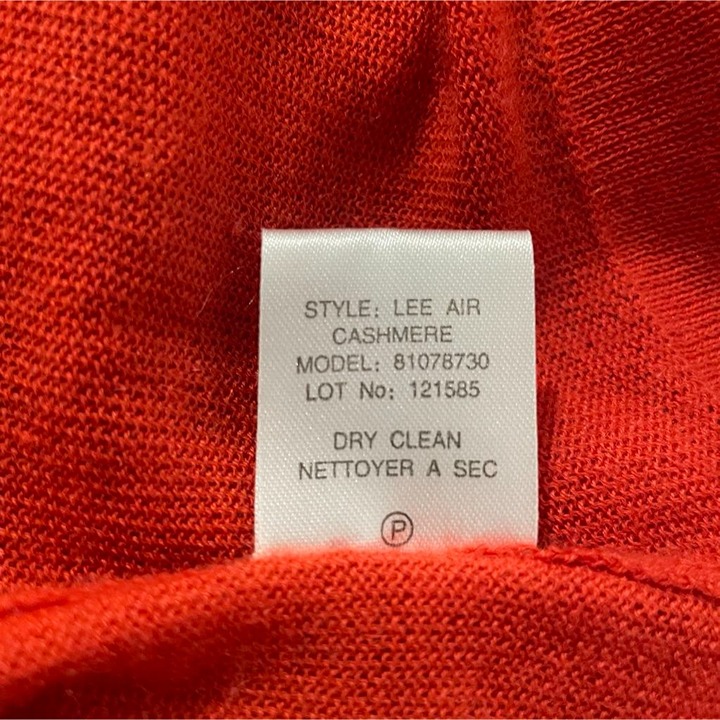 STYLE: LEE AIR
CASHMERE
MODEL: 81078730
LOT No: 121585
DRY CLEAN
NETTOYER A SEC
P